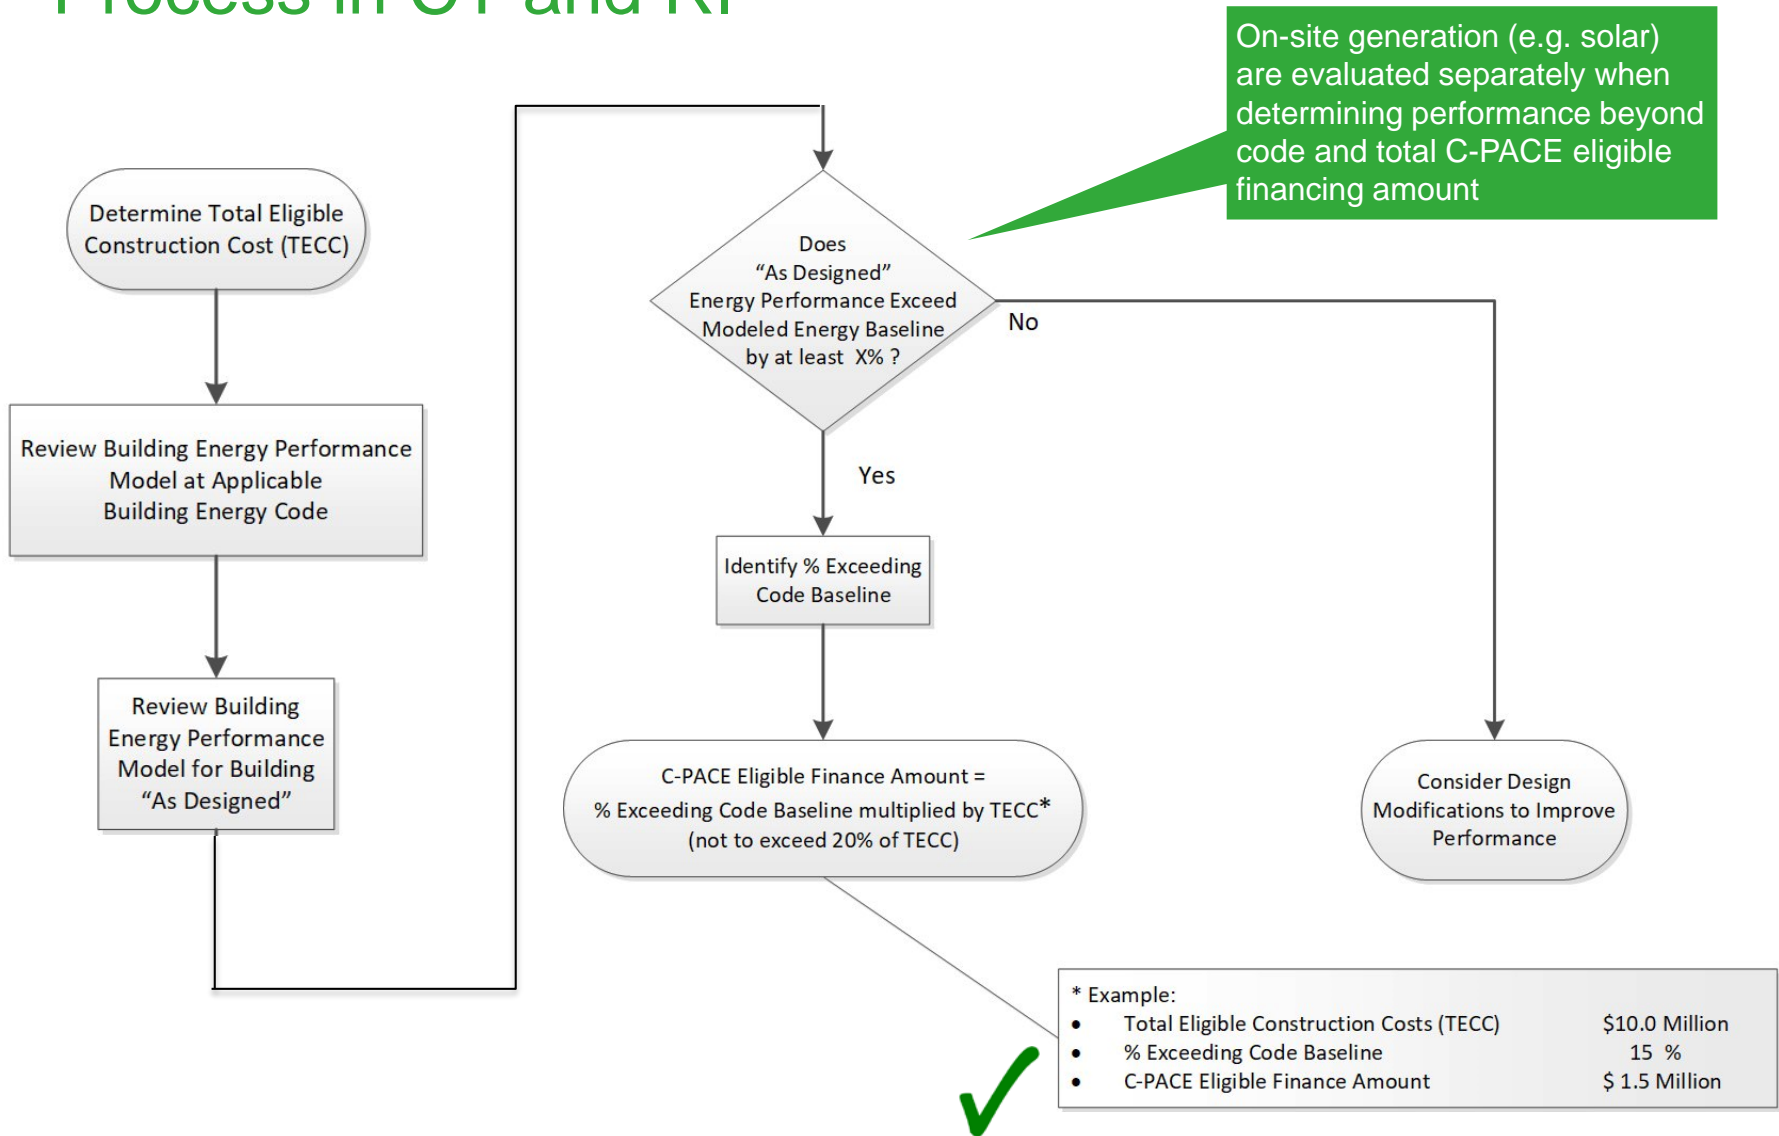 Process in CT and RI
On-site generation (e.g. solar)
are evaluated separately when
determining performance beyond
code and total C-PACE eligible
financing amount
Determine Total Eligible
Construction Cost (TECC)
Review Building Energy Performance
Model at Applicable
Building Energy Code
Review Building
Energy Performance
Model for Building
“As Designed”
Does
“As Designed”
Energy Performance Exceed
Modeled Energy Baseline
by at least X% ?
No
Yes
Identify % Exceeding
Code Baseline
C-PACE Eligible Finance Amount =
% Exceeding Code Baseline multiplied by TECC*
(not to exceed 20% of TECC)
Consider Design
Modifications to Improve
Performance
* Example:
• Total Eligible Construction Costs (TECC) $10.0 Million
• % Exceeding Code Baseline 15 %
• C-PACE Eligible Finance Amount $ 1.5 Million